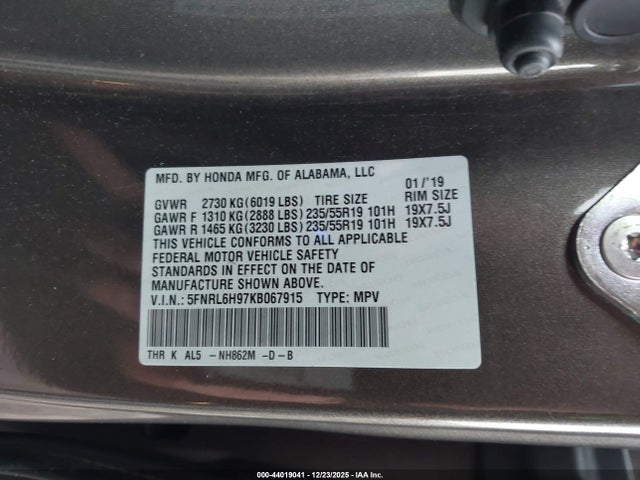 MFD. BY HONDA MFG. OF ALABAMA, LLC
01/'19
GVWR 2730 KG(6019 LBS) TIRE SIZE RIM SIZE
GAWR F 1310 KG(2888 LBS) 235/55R19 101H 19X7.5J
GAWR R 1465 KG(3230 LBS) 235/55R19 101H 19X7.5J
THIS VEHICLE CONFORMS TO ALL APPLICABLE
FEDERAL MOTOR VEHICLE SAFETY
STANDARDS IN EFFECT ON THE DATE OF
MANUFACTURE SHOWN ABOVE.
V.I.N.: 5FNRL6H97KB067915 TYPE: MPV
THR K AL5 -NH862M -D-B
000-44019041 - 12/23/2025 - IAA Inc.